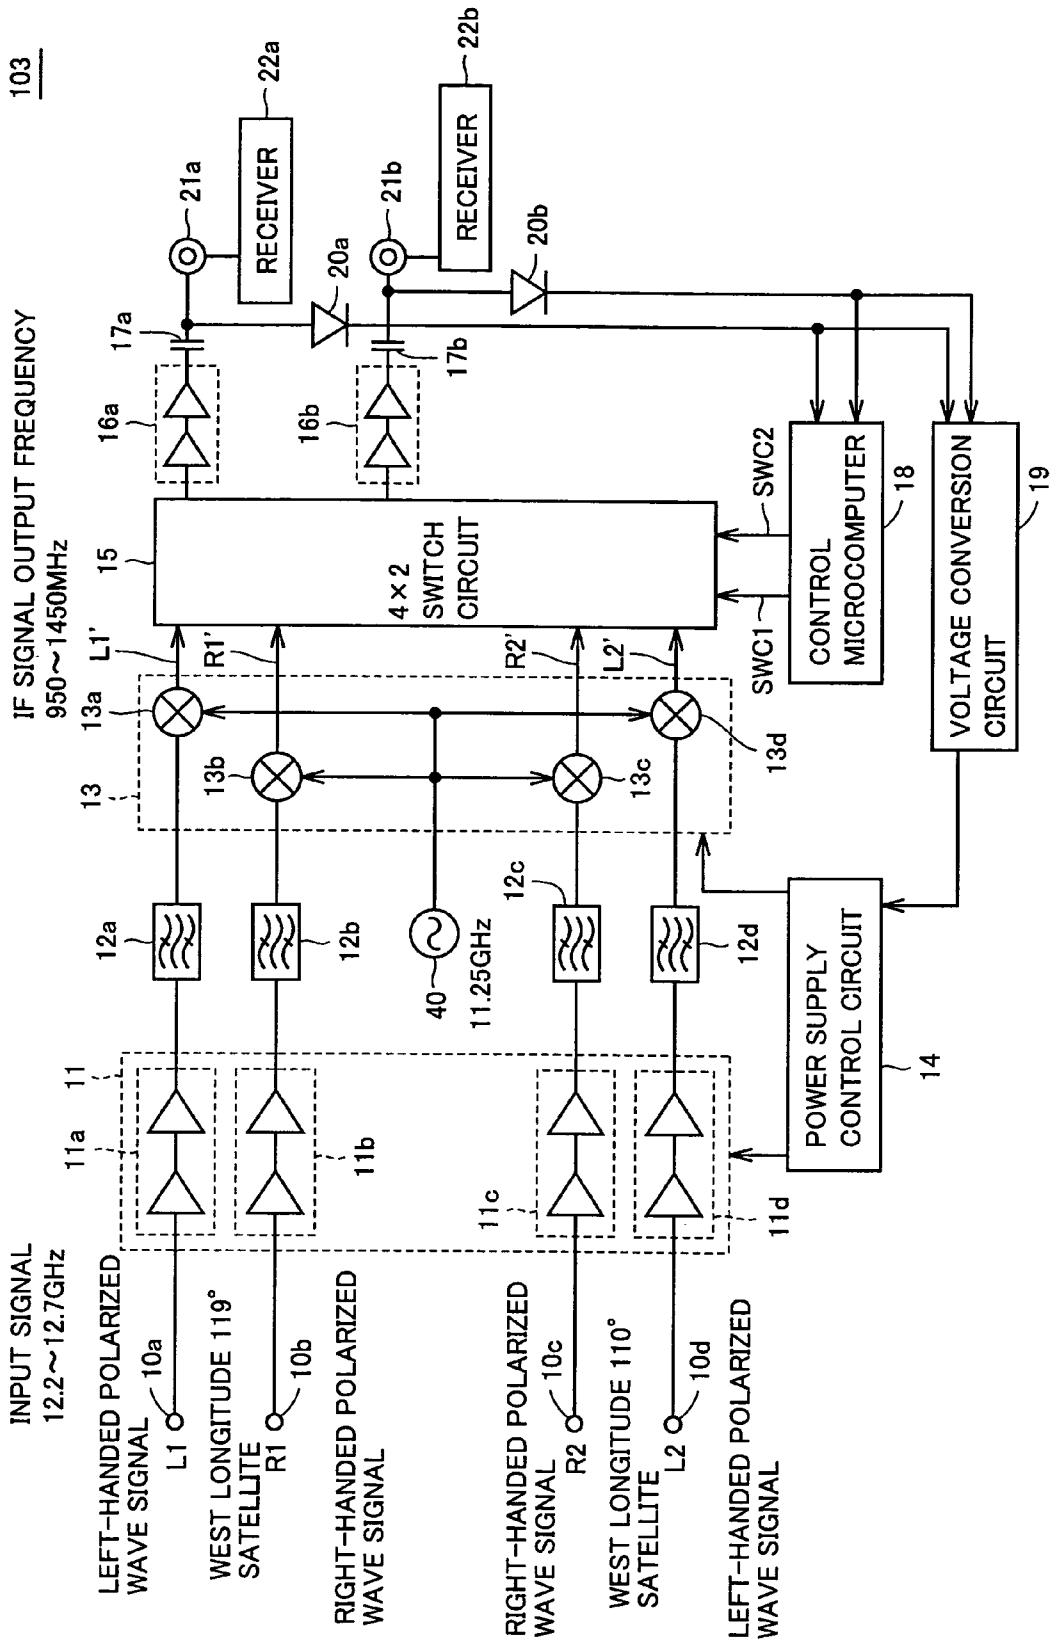 103
INPUT SIGNAL
12.2～12.7GHz
IF SIGNAL OUTPUT FREQUENCY
950～1450MHz
LEFT-HANDED POLARIZED
WAVE SIGNAL
L1
10a
WEST LONGITUDE 119°
SATELLITE
R1
10b
RIGHT-HANDED POLARIZED
WAVE SIGNAL
RIGHT-HANDED POLARIZED
WAVE SIGNAL
R2
10c
WEST LONGITUDE 110°
SATELLITE
L2
10d
LEFT-HANDED POLARIZED
WAVE SIGNAL
11
11a
11b
11c
11d
12a
12b
12c
12d
40
11.25GHz
13
13a
13b
13c
13d
L1'
R1'
R2'
L2'
15
4×2
SWITCH
CIRCUIT
16a
16b
17a
17b
20a
20b
21a
21b
RECEIVER
22a
RECEIVER
22b
SWC1
SWC2
CONTROL
MICROCOMPUTER
18
VOLTAGE CONVERSION
CIRCUIT
19
POWER SUPPLY
CONTROL CIRCUIT
14